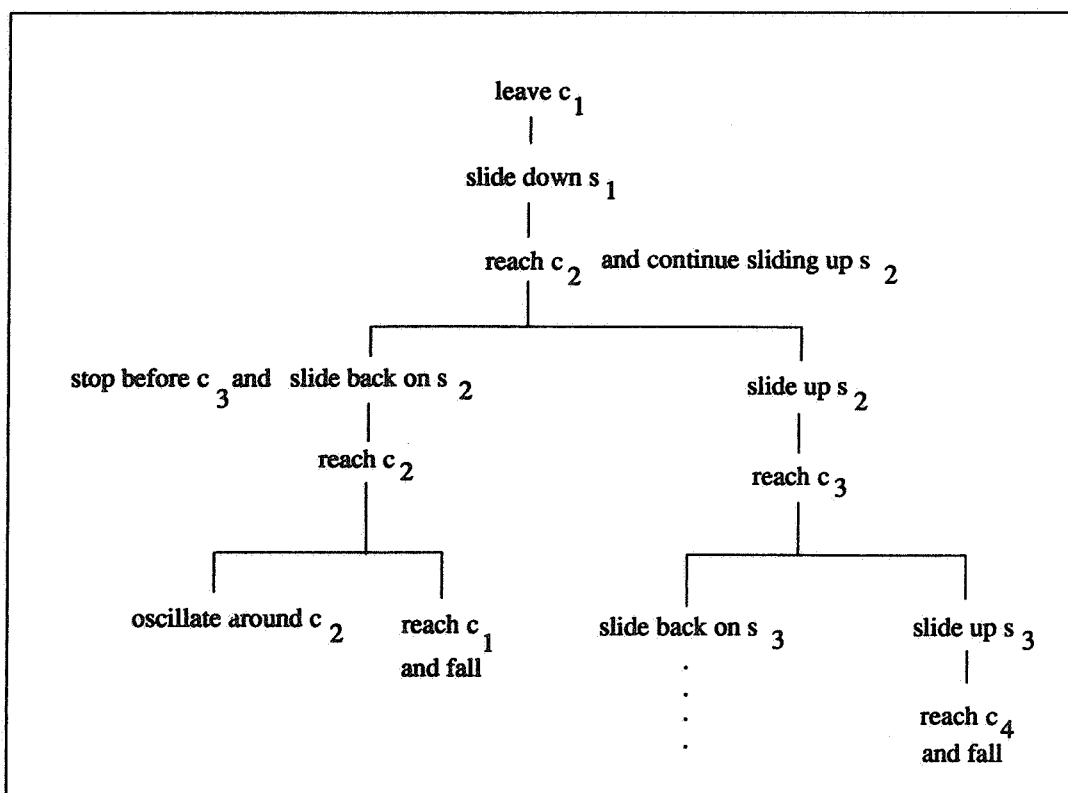 leave c1
slide down s1
reach c2 and continue sliding up s2
stop before c3 and slide back on s2
slide up s2
reach c2
reach c3
oscillate around c2
reach c1
and fall
slide back on s3
slide up s3
reach c4
and fall